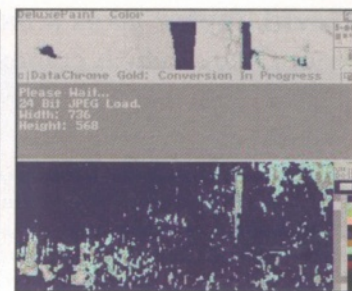 DeluxePaint Color
DataChrome Gold: Conversion In Progress
Please Wait...
24 Bit JPEG Load.
Width: 736
Height: 568